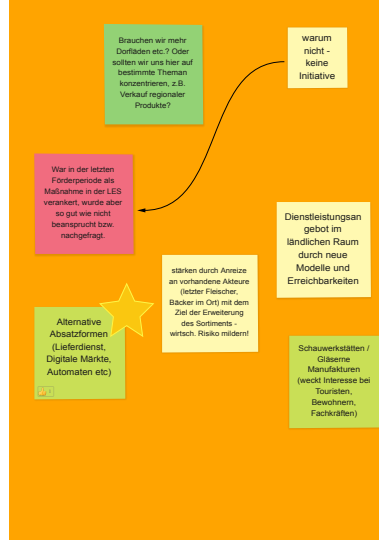 Brauchen wir mehr
Dorfläden etc.? Oder
sollten wir uns hier auf
bestimmte Theman
konzentrieren, z.B.
Verkauf regionaler
Produkte?
warum
nicht -
keine
Initiative
War in der letzten
Förderperiode als
Maßnahme in der LES
verankert, wurde aber
so gut wie nicht
beansprucht bzw.
nachgefragt.
Dienstleistungsan
gebot im
ländlichen Raum
durch neue
Modelle und
Erreichbarkeiten
stärken durch Anreize
an vorhandene Akteure
(letzter Fleischer,
Bäcker im Ort) mit dem
Ziel der Erweiterung
des Sortiments -
wirtsch. Risiko mildern!
Alternative
Absatzformen
(Lieferdienst,
Digitale Märkte,
Automaten etc)
Schauwerkstätten /
Gläserne
Manufakturen
(weckt Interesse bei
Touristen,
Bewohnern,
Fachkräften)